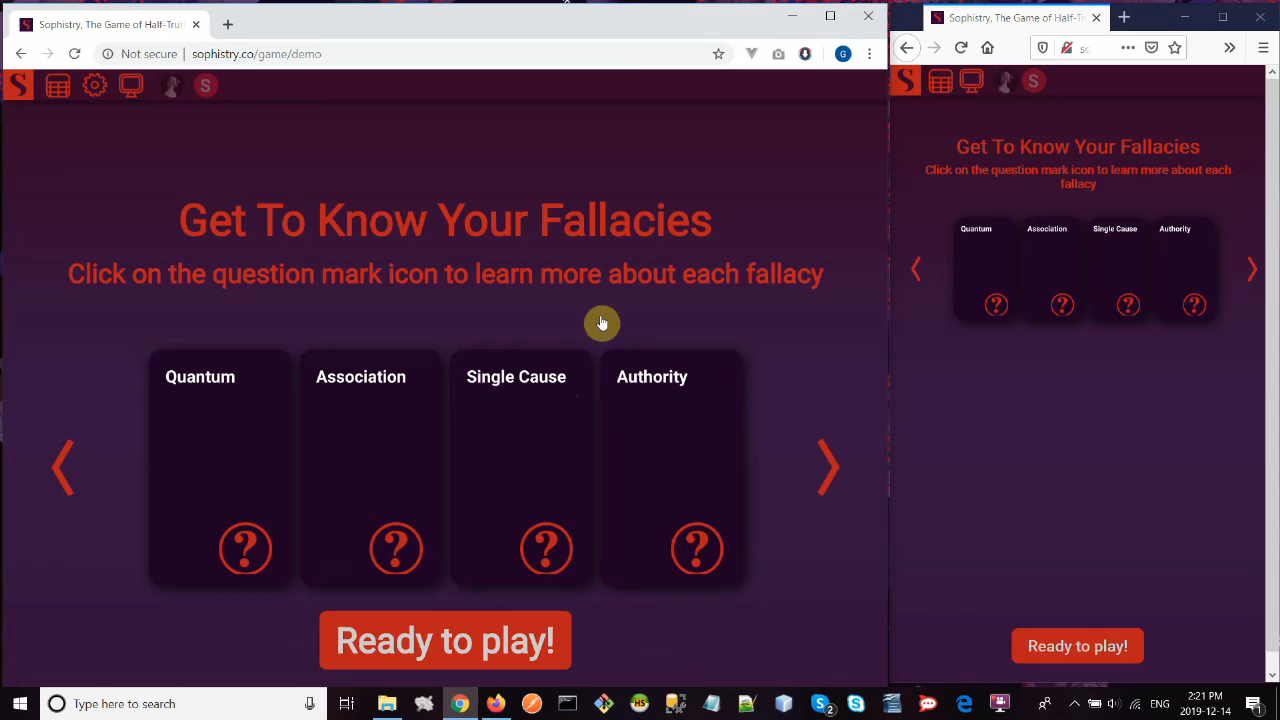 Sophistry, The Game of Half-Truth
Not secure
sophistry.co/game/demo
G
S
S
Get To Know Your Fallacies
Click on the question mark icon to learn more about each fallacy
Quantum
Association
Single Cause
Authority
?
?
?
?
Ready to play!
Sophistry, The Game of Half-Tr
so
S
S
Get To Know Your Fallacies
Click on the question mark icon to learn more about each
fallacy
Quantum
Association
Single Cause
Authority
?
?
?
?
Ready to play!
Type here to search
HS
S
2
2:21 PM
2019-12-14
1